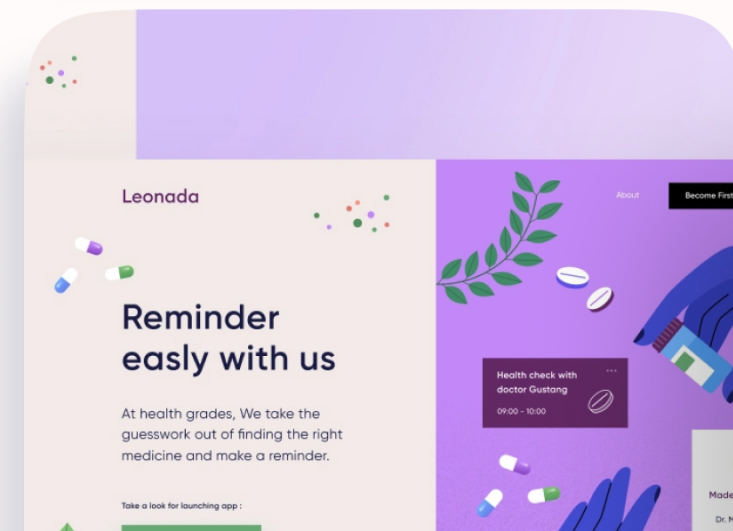 Leonada
About
Become First
Reminder
easly with us
At health grades, We take the
guesswork out of finding the right
medicine and make a reminder.
Take a look for launching app :
Health check with
doctor Gustang
09:00 - 10:00
Made
Dr. M